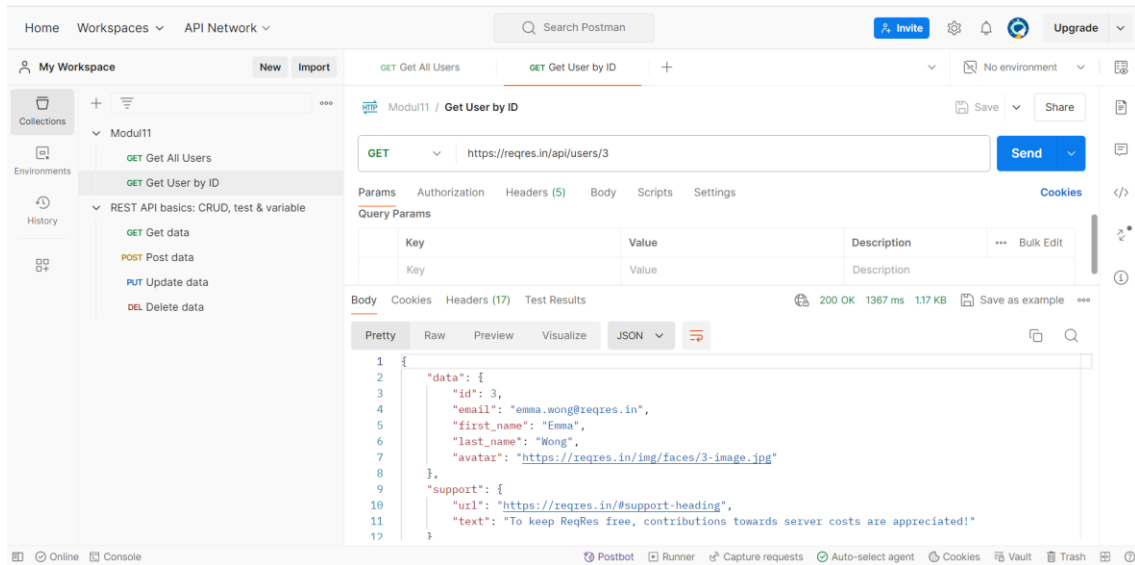 Home Workspaces API Network Search Postman Invite Upgrade
My Workspace New Import GET Get All Users GET Get User by ID No environment
Collections
Environments
History
Modul11
GET Get All Users
GET Get User by ID
REST API basics: CRUD, test & variable
GET Get data
POST Post data
PUT Update data
DEL Delete data
HTTP Modul11 / Get User by ID Save Share
GET https://reqres.in/api/users/3 Send
Params Authorization Headers (5) Body Scripts Settings Cookies
Query Params
Key Value Description Bulk Edit
Key Value Description
Body Cookies Headers (17) Test Results 200 OK 1367 ms 1.17 KB Save as example
Pretty Raw Preview Visualize JSON
1 {
2 "data": {
3 "id": 3,
4 "email": "emma.wong@reqres.in",
5 "first_name": "Emma",
6 "last_name": "Wong",
7 "avatar": "https://reqres.in/img/faces/3-image.jpg"
8 },
9 "support": {
10 "url": "https://reqres.in/#support-heading",
11 "text": "To keep ReqRes free, contributions towards server costs are appreciated!"
12 }
Online Console Postbot Runner Capture requests Auto-select agent Cookies Vault Trash